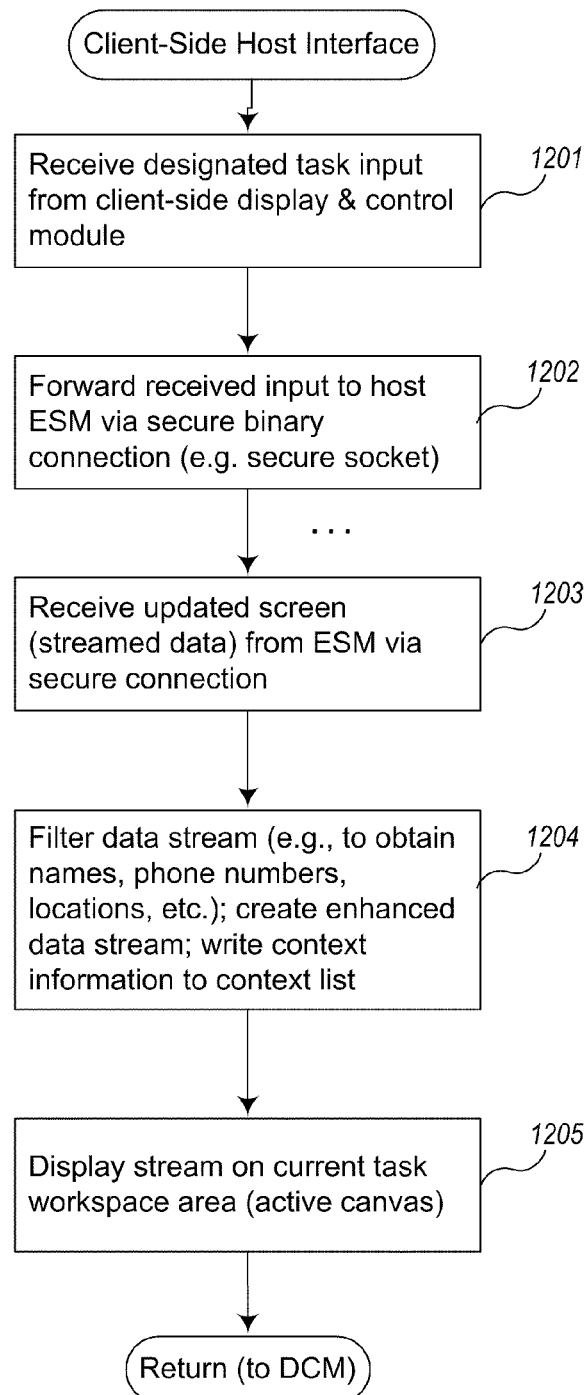 Client-Side Host Interface
Receive designated task input
from client-side display & control
module
1201
Forward received input to host
ESM via secure binary
connection (e.g. secure socket)
1202
. . .
Receive updated screen
(streamed data) from ESM via
secure connection
1203
Filter data stream (e.g., to obtain
names, phone numbers,
locations, etc.); create enhanced
data stream; write context
information to context list
1204
Display stream on current task
workspace area (active canvas)
1205
Return (to DCM)